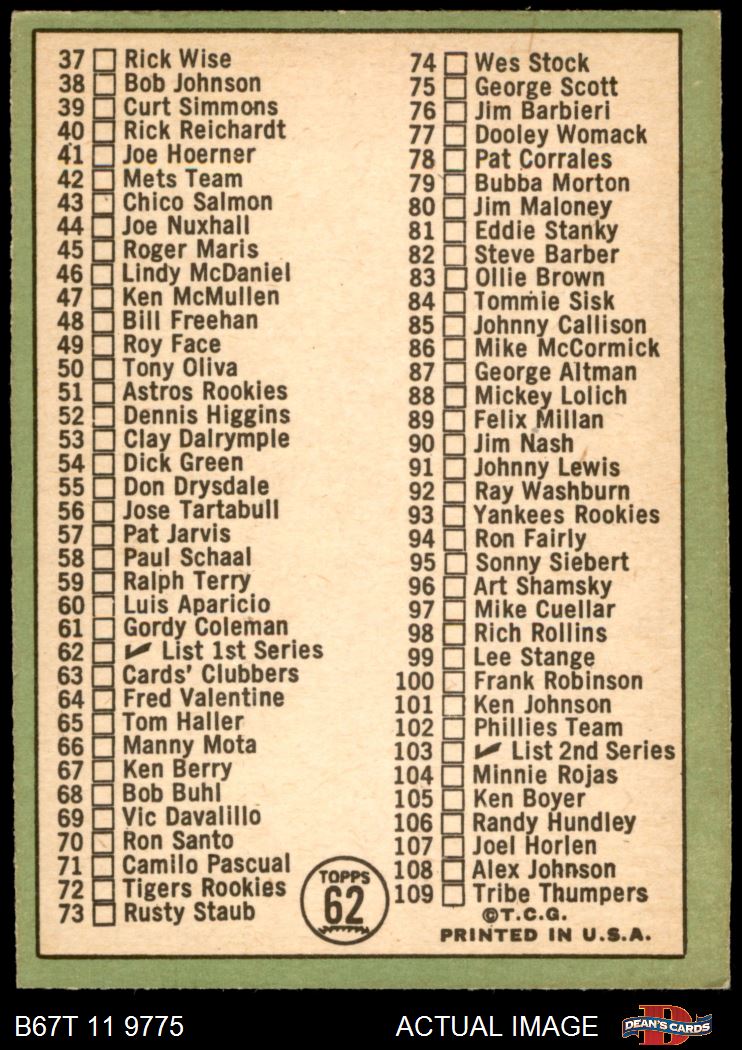 37 Rick Wise
38 Bob Johnson
39 Curt Simmons
40 Rick Reichardt
41 Joe Hoerner
42 Mets Team
43 Chico Salmon
44 Joe Nuxhall
45 Roger Maris
46 Lindy McDaniel
47 Ken McMullen
48 Bill Freehan
49 Roy Face
50 Tony Oliva
51 Astros Rookies
52 Dennis Higgins
53 Clay Dalrymple
54 Dick Green
55 Don Drysdale
56 Jose Tartabull
57 Pat Jarvis
58 Paul Schaal
59 Ralph Terry
60 Luis Aparicio
61 Gordy Coleman
62 ✓ List 1st Series
63 Cards' Clubbers
64 Fred Valentine
65 Tom Haller
66 Manny Mota
67 Ken Berry
68 Bob Buhl
69 Vic Davalillo
70 Ron Santo
71 Camilo Pascual
72 Tigers Rookies
73 Rusty Staub
TOPPS
62
74 Wes Stock
75 George Scott
76 Jim Barbieri
77 Dooley Womack
78 Pat Corrales
79 Bubba Morton
80 Jim Maloney
81 Eddie Stanky
82 Steve Barber
83 Ollie Brown
84 Tommie Sisk
85 Johnny Callison
86 Mike McCormick
87 George Altman
88 Mickey Lolich
89 Felix Millan
90 Jim Nash
91 Johnny Lewis
92 Ray Washburn
93 Yankees Rookies
94 Ron Fairly
95 Sonny Siebert
96 Art Shamsky
97 Mike Cuellar
98 Rich Rollins
99 Lee Stange
100 Frank Robinson
101 Ken Johnson
102 Phillies Team
103 ✓ List 2nd Series
104 Minnie Rojas
105 Ken Boyer
106 Randy Hundley
107 Joel Horlen
108 Alex Johnson
109 Tribe Thumpers
©T.C.G.
PRINTED IN U.S.A.
B67T 11 9775
ACTUAL IMAGE
D
DEAN'S CARDS